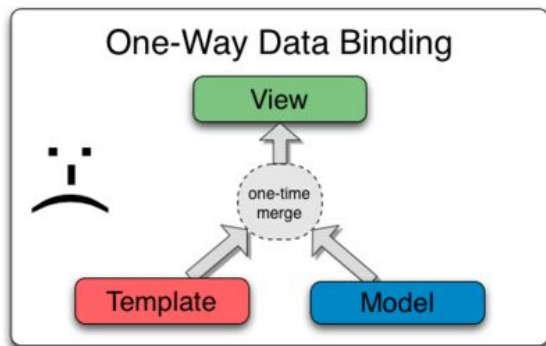 One-Way Data Binding
View
one-time
merge
Template
Model